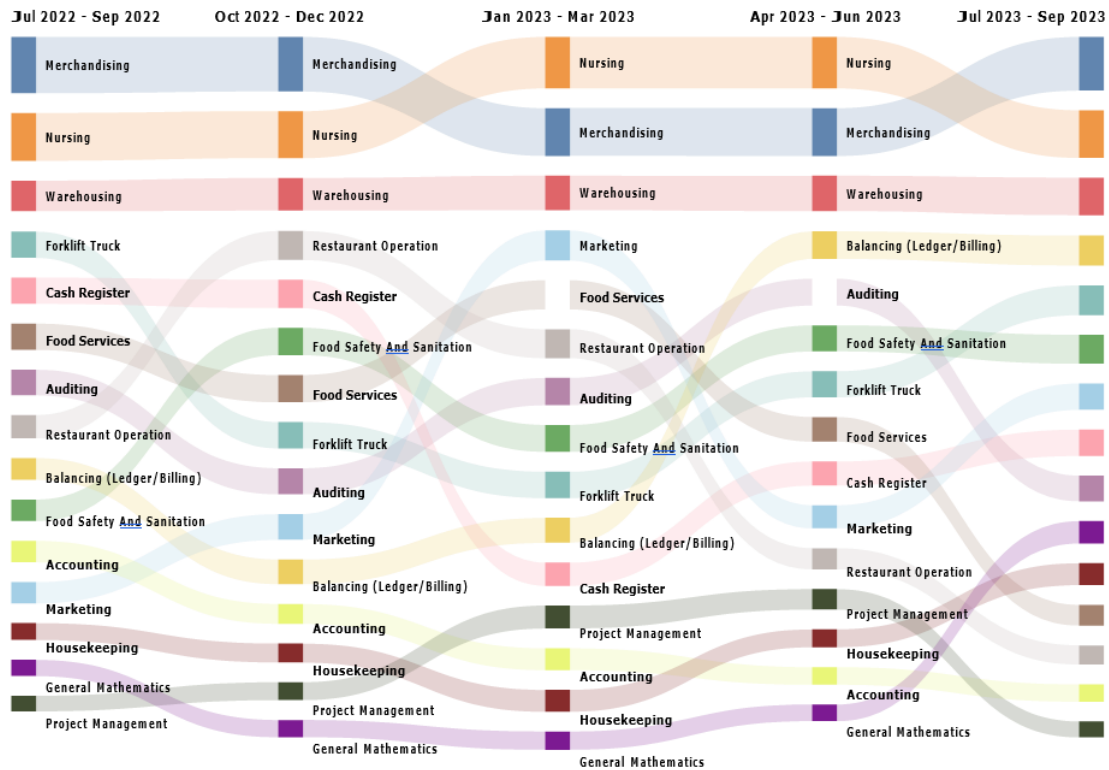 Jul 2022 - Sep 2022
Oct 2022 - Dec 2022
Jan 2023 - Mar 2023
Apr 2023 - Jun 2023
Jul 2023 - Sep 2023
Merchandising
Nursing
Warehousing
Forklift Truck
Cash Register
Food Services
Auditing
Restaurant Operation
Balancing (Ledger/Billing)
Food Safety And Sanitation
Accounting
Marketing
Housekeeping
General Mathematics
Project Management
Merchandising
Nursing
Warehousing
Restaurant Operation
Cash Register
Food Safety And Sanitation
Food Services
Forklift Truck
Auditing
Marketing
Balancing (Ledger/Billing)
Accounting
Housekeeping
Project Management
General Mathematics
Nursing
Merchandising
Warehousing
Marketing
Food Services
Restaurant Operation
Auditing
Food Safety And Sanitation
Forklift Truck
Balancing (Ledger/Billing)
Cash Register
Project Management
Accounting
Housekeeping
General Mathematics
Nursing
Merchandising
Warehousing
Balancing (Ledger/Billing)
Auditing
Food Safety And Sanitation
Forklift Truck
Food Services
Cash Register
Marketing
Restaurant Operation
Project Management
Housekeeping
Accounting
General Mathematics